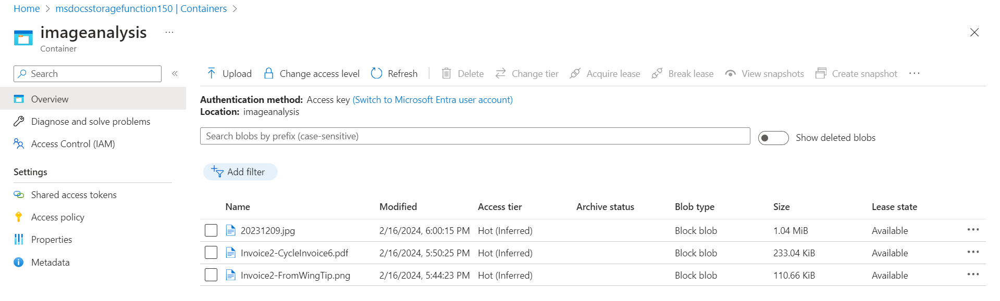 Home > msdocsstoragefunction150 | Containers >
imageanalysis ...
Container
Search
Overview
Diagnose and solve problems
Access Control (IAM)
Settings
Shared access tokens
Access policy
Properties
Metadata
Upload Change access level Refresh Delete Change tier Acquire lease Break lease View snapshots Create snapshot ...
Authentication method: Access key (Switch to Microsoft Entra user account)
Location: imageanalysis
Search blobs by prefix (case-sensitive) Show deleted blobs
Add filter
Name Modified Access tier Archive status Blob type Size Lease state
20231209.jpg 2/16/2024, 6:00:15 PM Hot (Inferred) Block blob 1.04 MiB Available ...
Invoice2-CycleInvoice6.pdf 2/16/2024, 5:50:25 PM Hot (Inferred) Block blob 233.04 KiB Available ...
Invoice2-FromWingTip.png 2/16/2024, 5:44:23 PM Hot (Inferred) Block blob 110.66 KiB Available ...